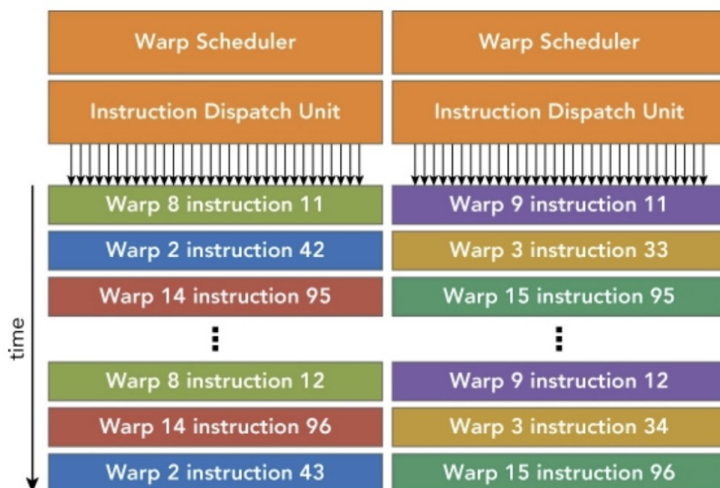 Warp Scheduler
Warp Scheduler
Instruction Dispatch Unit
Instruction Dispatch Unit
Warp 8 instruction 11
Warp 9 instruction 11
Warp 2 instruction 42
Warp 3 instruction 33
Warp 14 instruction 95
Warp 15 instruction 95
time
Warp 8 instruction 12
Warp 9 instruction 12
Warp 14 instruction 96
Warp 3 instruction 34
Warp 2 instruction 43
Warp 15 instruction 96